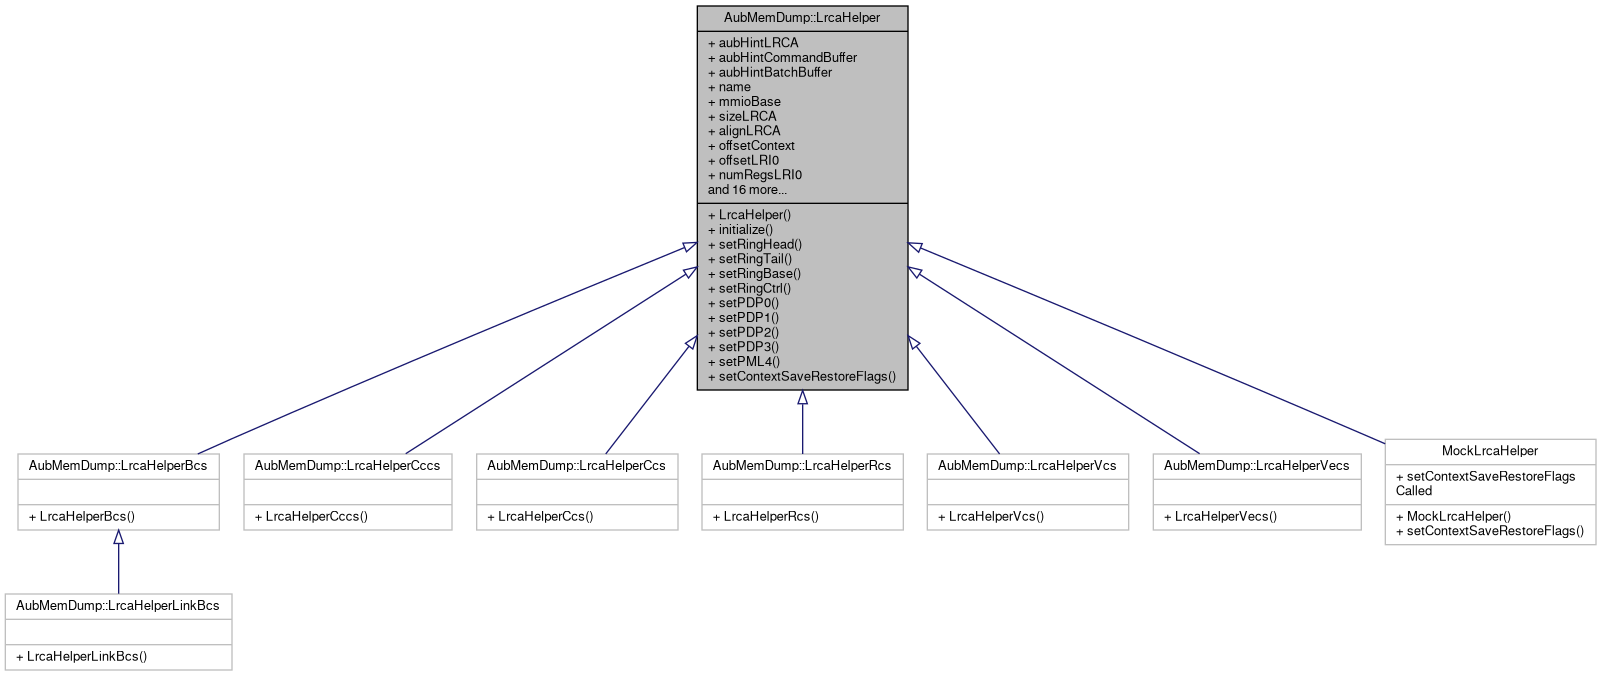 AubMemDump::LrcaHelper
+ aubHintLRCA
+ aubHintCommandBuffer
+ aubHintBatchBuffer
+ name
+ mmioBase
+ sizeLRCA
+ alignLRCA
+ offsetContext
+ offsetLRI0
+ numRegsLRI0
and 16 more...
+ LrcaHelper()
+ initialize()
+ setRingHead()
+ setRingTail()
+ setRingBase()
+ setRingCtrl()
+ setPDP0()
+ setPDP1()
+ setPDP2()
+ setPDP3()
+ setPML4()
+ setContextSaveRestoreFlags()
AubMemDump::LrcaHelperBcs
+ LrcaHelperBcs()
AubMemDump::LrcaHelperCccs
+ LrcaHelperCccs()
AubMemDump::LrcaHelperCcs
+ LrcaHelperCcs()
AubMemDump::LrcaHelperRcs
+ LrcaHelperRcs()
AubMemDump::LrcaHelperVcs
+ LrcaHelperVcs()
AubMemDump::LrcaHelperVecs
+ LrcaHelperVecs()
MockLrcaHelper
+ setContextSaveRestoreFlags
Called
+ MockLrcaHelper()
+ setContextSaveRestoreFlags()
AubMemDump::LrcaHelperLinkBcs
+ LrcaHelperLinkBcs()